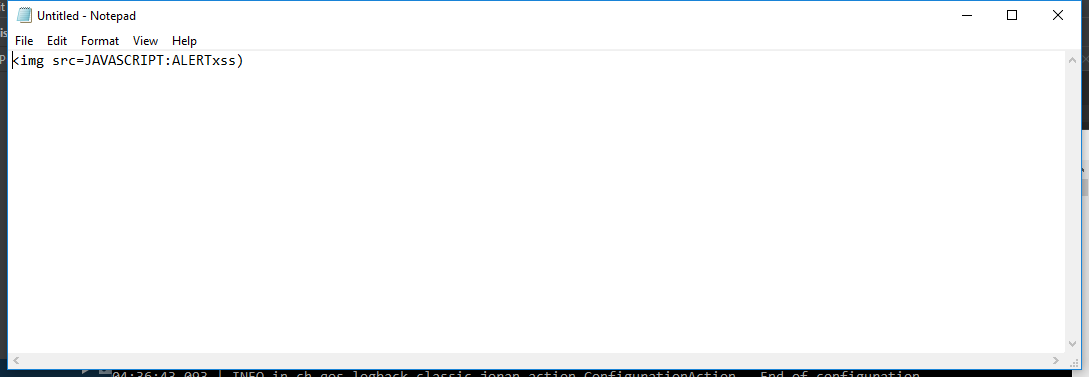 Untitled - Notepad
File Edit Format View Help
<img src=JAVASCRIPT:ALERTxss)
04:36:43,093 | INFO in ch.qos.logback.classic.joran.action.ConfigurationAction - End of configuration